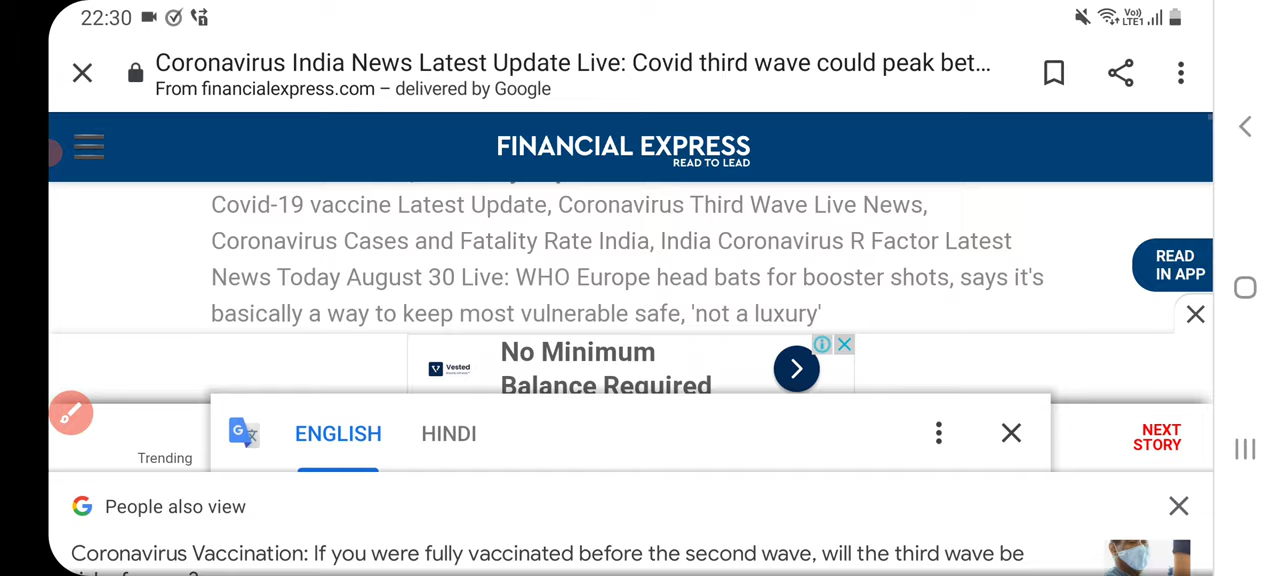 22:30
Vo)) LTE1
Coronavirus India News Latest Update Live: Covid third wave could peak bet...
From financialexpress.com – delivered by Google
FINANCIAL EXPRESS
READ TO LEAD
Covid-19 vaccine Latest Update, Coronavirus Third Wave Live News,
Coronavirus Cases and Fatality Rate India, India Coronavirus R Factor Latest
News Today August 30 Live: WHO Europe head bats for booster shots, says it's
basically a way to keep most vulnerable safe, 'not a luxury'
READ
IN APP
Vested
No Minimum
Balance Required
ENGLISH HINDI
Trending
NEXT
STORY
People also view
Coronavirus Vaccination: If you were fully vaccinated before the second wave, will the third wave be